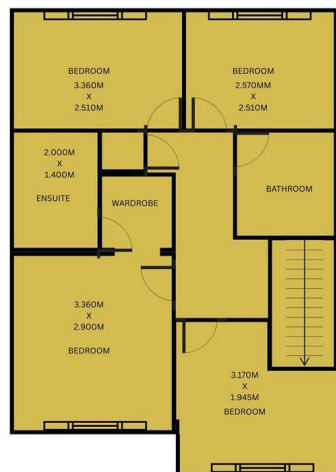 BEDROOM
3.360M
X
2.510M
BEDROOM
2.570MM
X
2.510M
2.000M
X
1.400M
ENSUITE
WARDROBE
BATHROOM
3.360M
X
2.900M
BEDROOM
3.170M
X
1.945M
BEDROOM